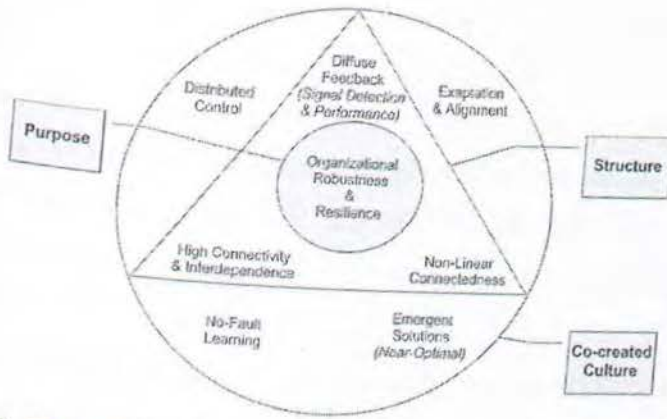 Diffuse
Feedback
(Signal Detection
& Performance)
Distributed
Control
Exaptation
& Alignment
Purpose
Structure
Organizational
Robustness
&
Resilience
High Connectivity
& Interdependence
Non-Linear
Connectedness
No-Fault
Learning
Emergent
Solutions
(Near-Optimal)
Co-created
Culture